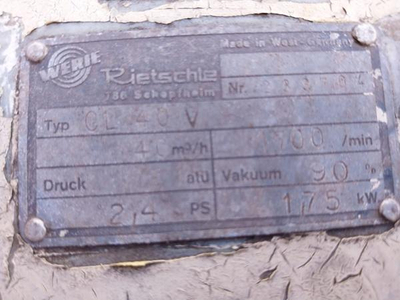 WERIE Rietschle Made in West-Germany
786 Schopfheim Nr.
Typ CL 40 V
40 m³/h 700 /min
Druck atü Vakuum 90 %
2,4 PS 1,75 kW